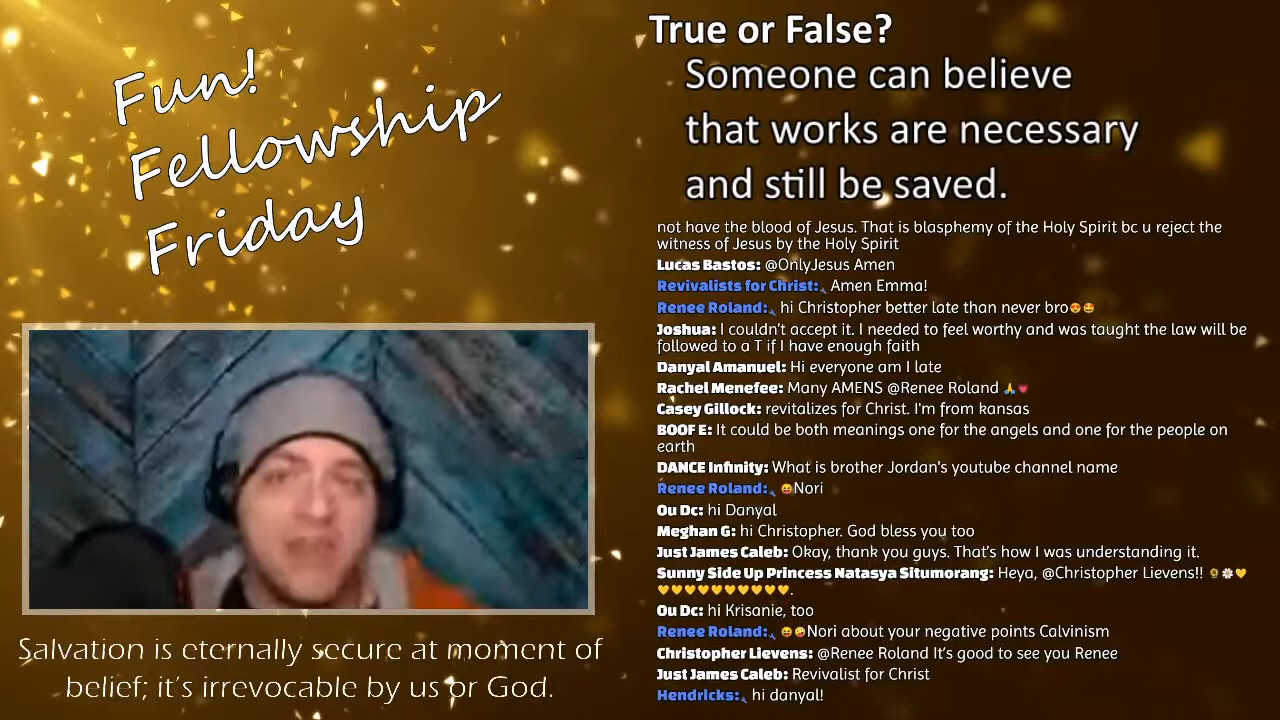 Fun!
Fellowship
Friday
True or False?
Someone can believe
that works are necessary
and still be saved.
not have the blood of Jesus. That is blasphemy of the Holy Spirit bc u reject the
witness of Jesus by the Holy Spirit
Lucas Bastos: @OnlyJesus Amen
Revivalists for Christ: Amen Emma!
Renee Roland: hi Christopher better late than never bro😍🤩
Joshua: I couldn't accept it. I needed to feel worthy and was taught the law will be
followed to a T if I have enough faith
Danyal Amanuel: Hi everyone am I late
Rachel Menefee: Many AMENS @Renee Roland 🙏💗
Casey Gillock: revitalizes for Christ. I'm from kansas
BOOF E: It could be both meanings one for the angels and one for the people on
earth
DANCE Infinity: What is brother Jordan's youtube channel name
Renee Roland: 😝Nori
Ou Dc: hi Danyal
Meghan G: hi Christopher. God bless you too
Just James Caleb: Okay, thank you guys. That's how I was understanding it.
Sunny Side Up Princess Natasya Situmorang: Heya, @Christopher Lievens!! 🌻🌼💛
💛💛💛💛💛💛💛💛💛💛.
Ou Dc: hi Krisanie, too
Renee Roland: 😝🤪Nori about your negative points Calvinism
Christopher Lievens: @Renee Roland It's good to see you Renee
Just James Caleb: Revivalist for Christ
Hendricks: hi danyal!
Salvation is eternally secure at moment of
belief; it's irrevocable by us or God.